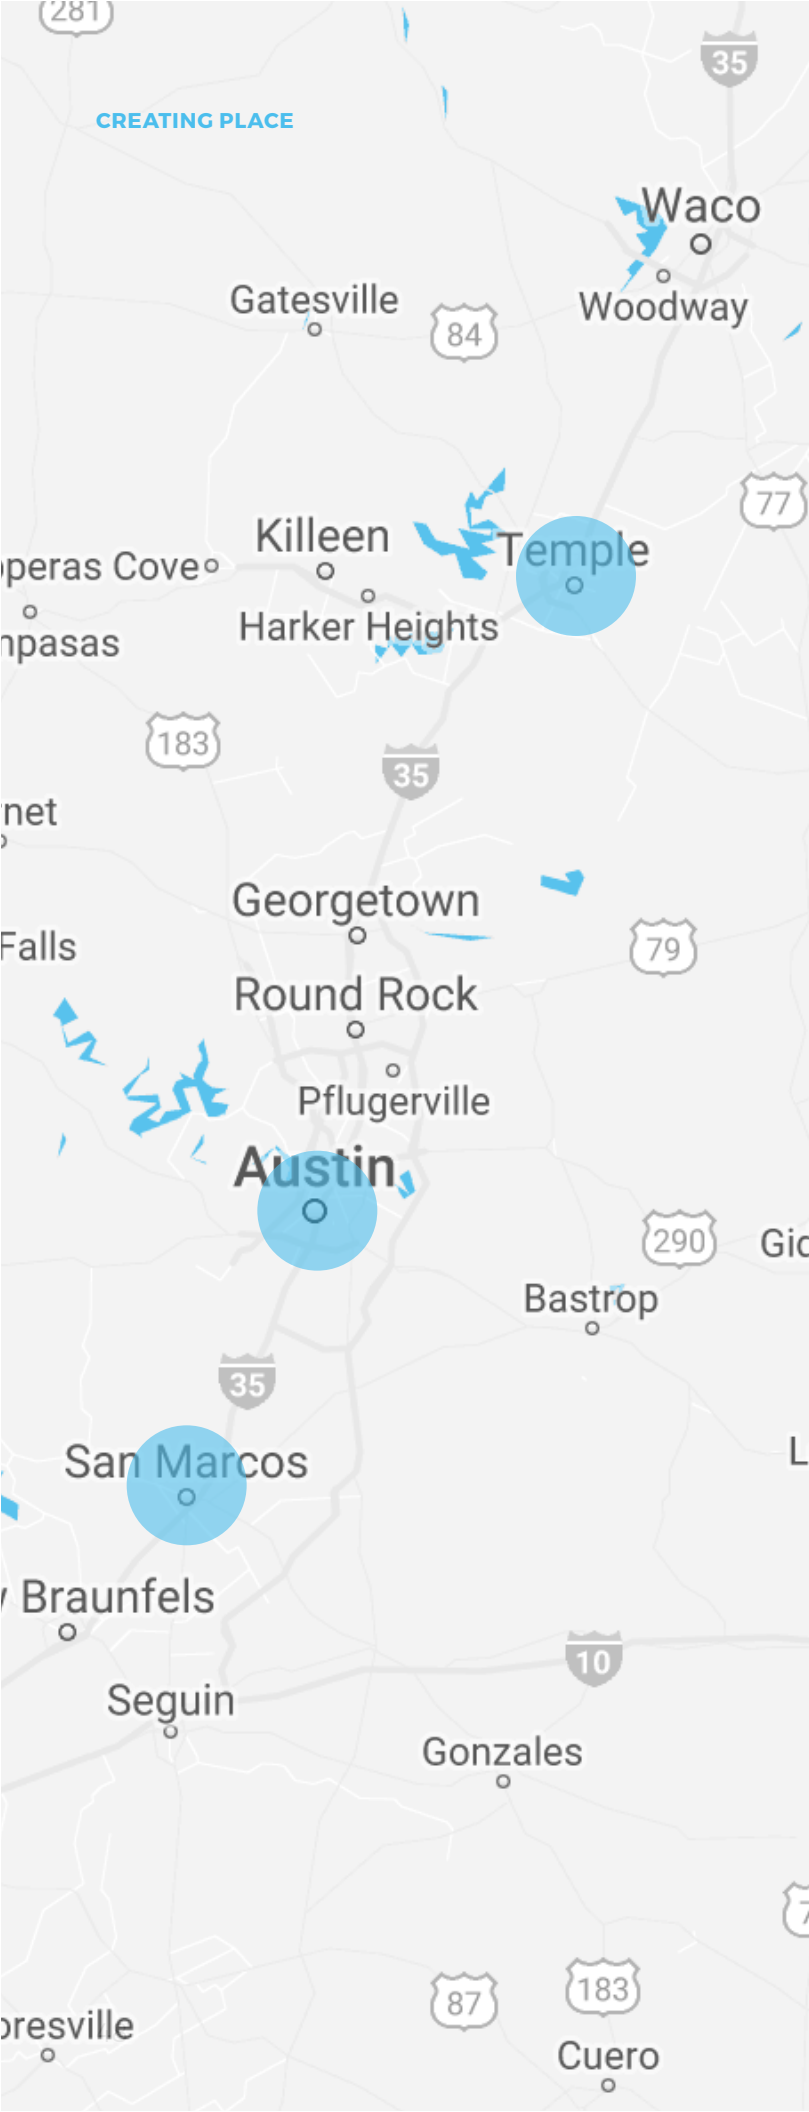 281
35
CREATING PLACE
Waco
Woodway
Gatesville
84
77
Killeen
Temple
peras Cove
Harker Heights
npasas
183
35
net
Georgetown
79
Falls
Round Rock
Pflugerville
Austin
290
Gid
Bastrop
35
L
San Marcos
Braunfels
10
Seguin
Gonzales
7
183
87
oresville
Cuero